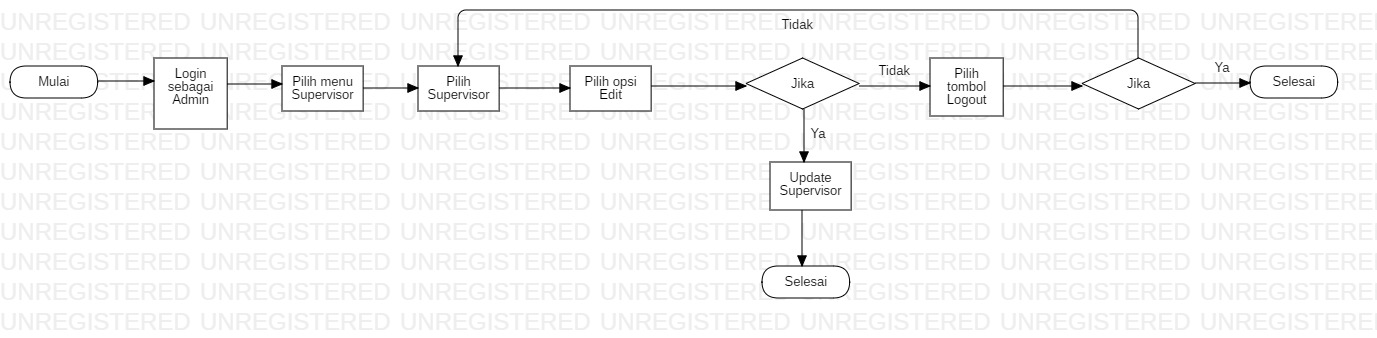 Tidak
Mulai
Login
sebagai
Admin
Pilih menu
Supervisor
Pilih
Supervisor
Pilih opsi
Edit
Jika
Tidak
Pilih
tombol
Logout
Jika
Ya
Selesai
Ya
Update
Supervisor
Selesai
UNREGISTERED UNREGISTERED UNREGISTERED UNREGISTERED UNREGISTERED UNREGISTERED UNREGISTERE